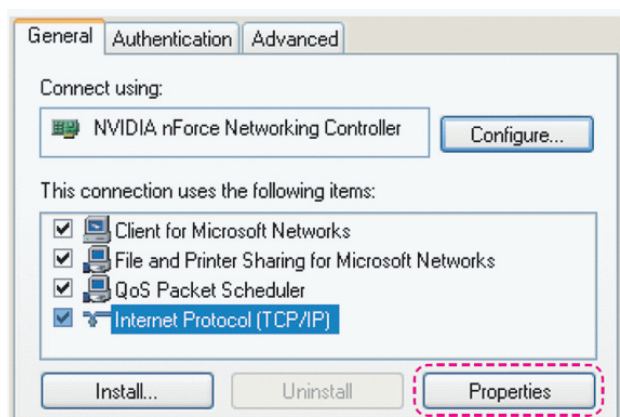 General Authentication Advanced
Connect using:
NVIDIA nForce Networking Controller Configure...
This connection uses the following items:
Client for Microsoft Networks
File and Printer Sharing for Microsoft Networks
QoS Packet Scheduler
Internet Protocol (TCP/IP)
Install... Uninstall Properties